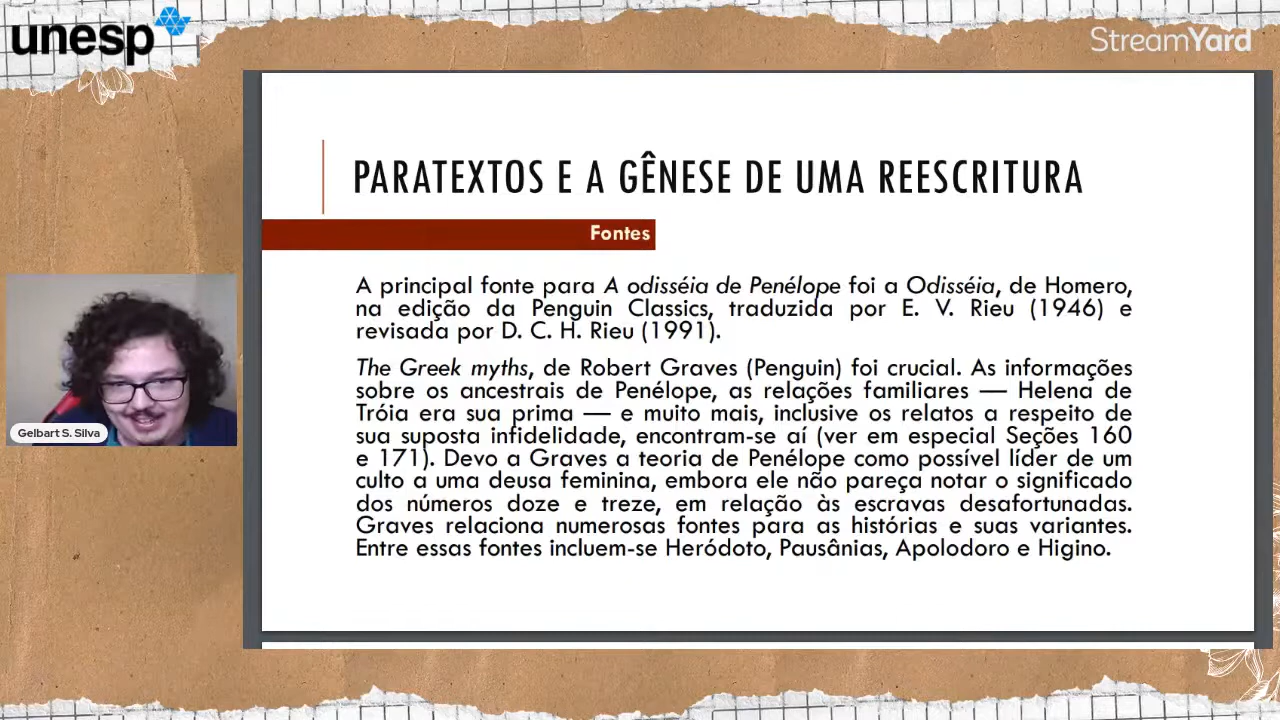 unesp
StreamYard
PARATEXTOS E A GÊNESE DE UMA REESCRITURA
Fontes
A principal fonte para A odisséia de Penélope foi a Odisséia, de Homero,
na edição da Penguin Classics, traduzida por E. V. Rieu (1946) e
revisada por D. C. H. Rieu (1991).
The Greek myths, de Robert Graves (Penguin) foi crucial. As informações
sobre os ancestrais de Penélope, as relações familiares — Helena de
Tróia era sua prima — e muito mais, inclusive os relatos a respeito de
sua suposta infidelidade, encontram-se aí (ver em especial Seções 160
e 171). Devo a Graves a teoria de Penélope como possível líder de um
culto a uma deusa feminina, embora ele não pareça notar o significado
dos números doze e treze, em relação às escravas desafortunadas.
Graves relaciona numerosas fontes para as histórias e suas variantes.
Entre essas fontes incluem-se Heródoto, Pausânias, Apolodoro e Higino.
Gelbart S. Silva